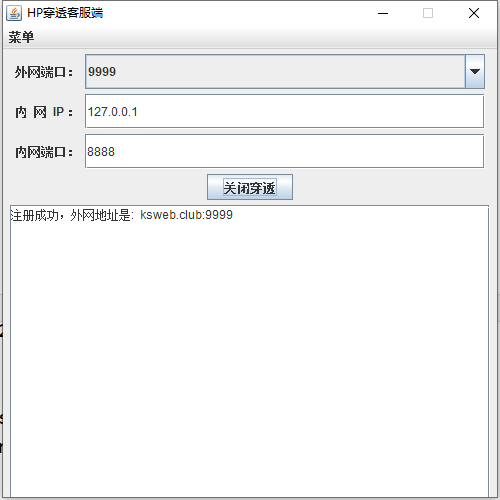 HP穿透客服端
菜单
外网端口： 9999
内 网 IP： 127.0.0.1
内网端口： 8888
关闭穿透
注册成功，外网地址是: ksweb.club:9999